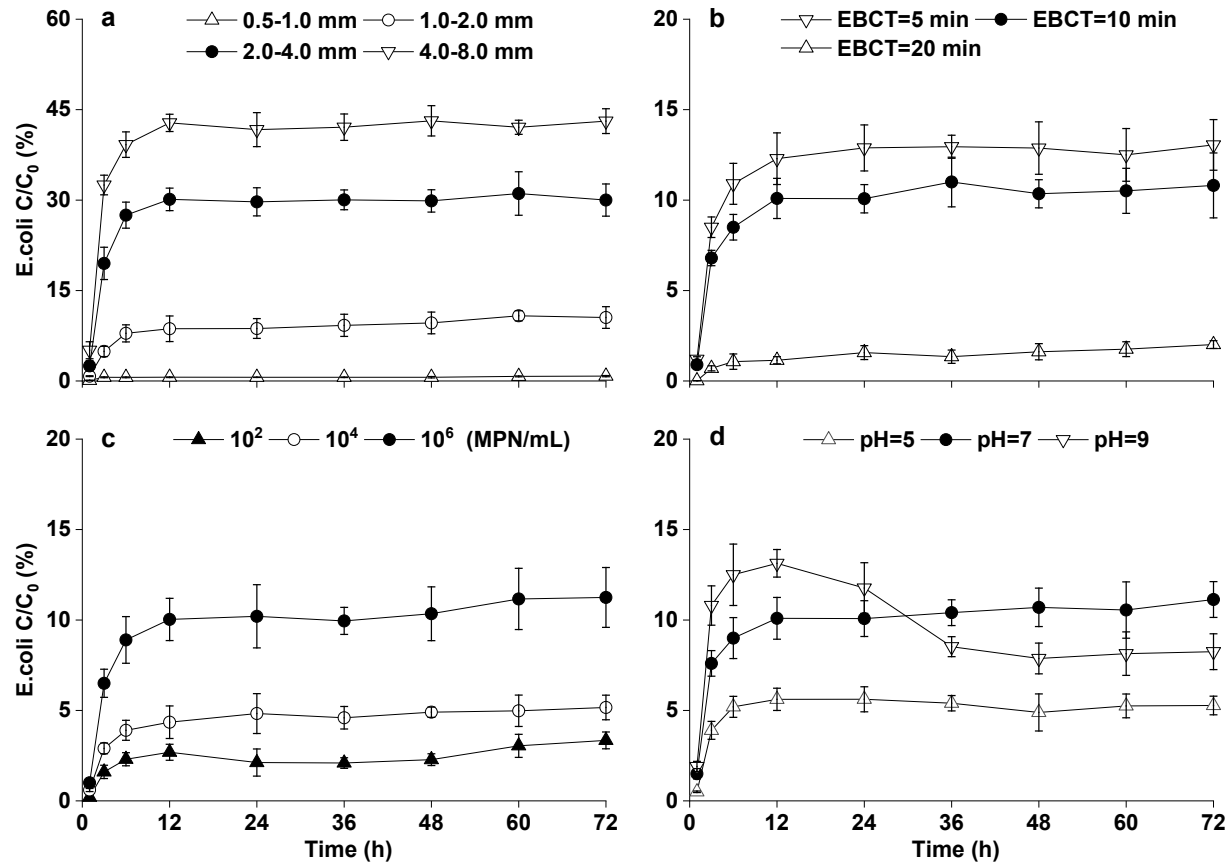 a
0.5-1.0 mm 1.0-2.0 mm
2.0-4.0 mm 4.0-8.0 mm
60
45
30
15
0
E.coli C/C₀ (%)
b
EBCT=5 min EBCT=10 min
EBCT=20 min
20
15
10
5
0
c
10² 10⁴ 10⁶ (MPN/mL)
20
15
10
5
0
E.coli C/C₀ (%)
0 12 24 36 48 60 72
Time (h)
d
pH=5 pH=7 pH=9
20
15
10
5
0
0 12 24 36 48 60 72
Time (h)